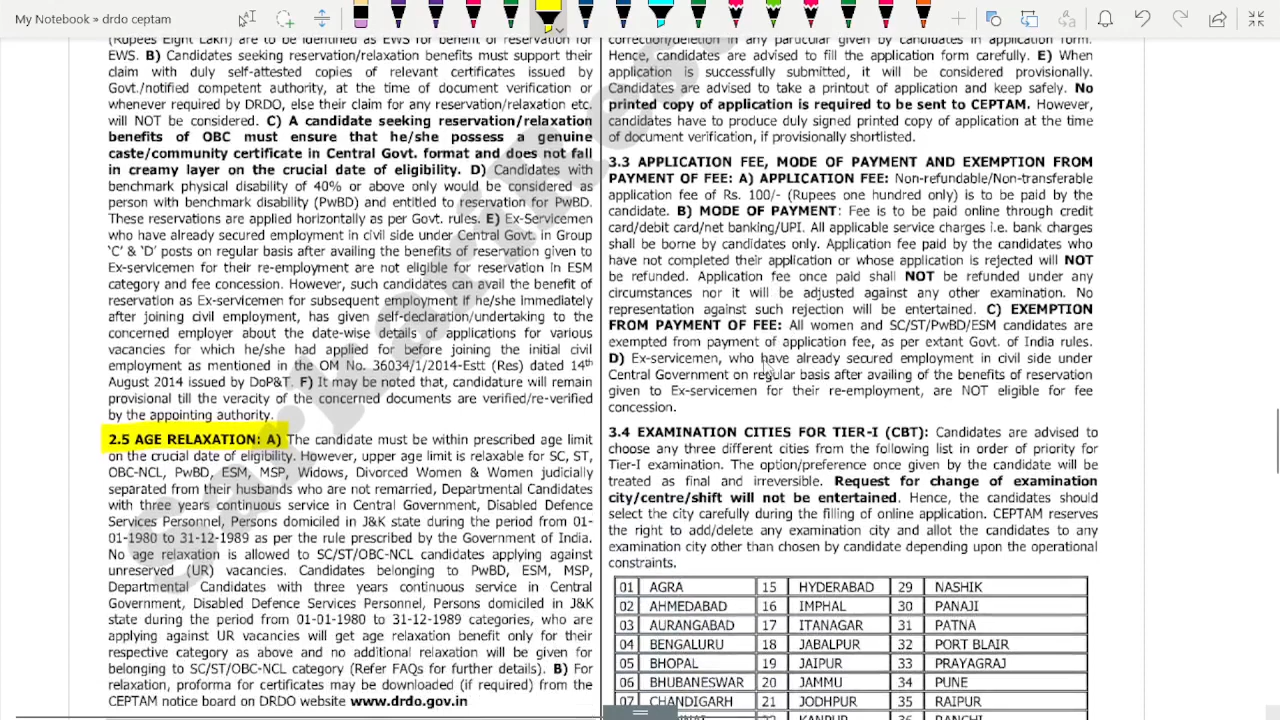 My Notebook » drdo ceptam
(Rupees Eight Lakh) are to be identified as EWS for benefit of reservation for
EWS. B) Candidates seeking reservation/relaxation benefits must support their
claim with duly self-attested copies of relevant certificates issued by
Govt./notified competent authority, at the time of document verification or
whenever required by DRDO, else their claim for any reservation/relaxation etc.
will NOT be considered. C) A candidate seeking reservation/relaxation
benefits of OBC must ensure that he/she possess a genuine
caste/community certificate in Central Govt. format and does not fall
in creamy layer on the crucial date of eligibility. D) Candidates with
benchmark physical disability of 40% or above only would be considered as
person with benchmark disability (PwBD) and entitled to reservation for PwBD.
These reservations are applied horizontally as per Govt. rules. E) Ex-Servicemen
who have already secured employment in civil side under Central Govt. in Group
'C' & 'D' posts on regular basis after availing the benefits of reservation given to
Ex-servicemen for their re-employment are not eligible for reservation in ESM
category and fee concession. However, such candidates can avail the benefit of
reservation as Ex-servicemen for subsequent employment if he/she immediately
after joining civil employment, has given self-declaration/undertaking to the
concerned employer about the date-wise details of applications for various
vacancies for which he/she had applied for before joining the initial civil
employment as mentioned in the OM No. 36034/1/2014-Estt (Res) dated 14th
August 2014 issued by DoP&T. F) It may be noted that, candidature will remain
provisional till the veracity of the concerned documents are verified/re-verified
by the appointing authority.
2.5 AGE RELAXATION: A) The candidate must be within prescribed age limit
on the crucial date of eligibility. However, upper age limit is relaxable for SC, ST,
OBC-NCL, PwBD, ESM, MSP, Widows, Divorced Women & Women judicially
separated from their husbands who are not remarried, Departmental Candidates
with three years continuous service in Central Government, Disabled Defence
Services Personnel, Persons domiciled in J&K state during the period from 01-
01-1980 to 31-12-1989 as per the rule prescribed by the Government of India.
No age relaxation is allowed to SC/ST/OBC-NCL candidates applying against
unreserved (UR) vacancies. Candidates belonging to PwBD, ESM, MSP,
Departmental Candidates with three years continuous service in Central
Government, Disabled Defence Services Personnel, Persons domiciled in J&K
state during the period from 01-01-1980 to 31-12-1989 categories, who are
applying against UR vacancies will get age relaxation benefit only for their
respective category as above and no additional relaxation will be given for
belonging to SC/ST/OBC-NCL category (Refer FAQs for further details). B) For
relaxation, proforma for certificates may be downloaded (if required) from the
CEPTAM notice board on DRDO website www.drdo.gov.in
correction/deletion in any particular given by candidates in application form.
Hence, candidates are advised to fill the application form carefully. E) When
application is successfully submitted, it will be considered provisionally.
Candidates are advised to take a printout of application and keep safely. No
printed copy of application is required to be sent to CEPTAM. However,
candidates have to produce duly signed printed copy of application at the time
of document verification, if provisionally shortlisted.
3.3 APPLICATION FEE, MODE OF PAYMENT AND EXEMPTION FROM
PAYMENT OF FEE: A) APPLICATION FEE: Non-refundable/Non-transferable
application fee of Rs. 100/- (Rupees one hundred only) is to be paid by the
candidate. B) MODE OF PAYMENT: Fee is to be paid online through credit
card/debit card/net banking/UPI. All applicable service charges i.e. bank charges
shall be borne by candidates only. Application fee paid by the candidates who
have not completed their application or whose application is rejected will NOT
be refunded. Application fee once paid shall NOT be refunded under any
circumstances nor it will be adjusted against any other examination. No
representation against such rejection will be entertained. C) EXEMPTION
FROM PAYMENT OF FEE: All women and SC/ST/PwBD/ESM candidates are
exempted from payment of application fee, as per extant Govt. of India rules.
D) Ex-servicemen, who have already secured employment in civil side under
Central Government on regular basis after availing of the benefits of reservation
given to Ex-servicemen for their re-employment, are NOT eligible for fee
concession.
3.4 EXAMINATION CITIES FOR TIER-I (CBT): Candidates are advised to
choose any three different cities from the following list in order of priority for
Tier-I examination. The option/preference once given by the candidate will be
treated as final and irreversible. Request for change of examination
city/centre/shift will not be entertained. Hence, the candidates should
select the city carefully during the filling of online application. CEPTAM reserves
the right to add/delete any examination city and allot the candidates to any
examination city other than chosen by candidate depending upon the operational
constraints.
01 AGRA 15 HYDERABAD 29 NASHIK
02 AHMEDABAD 16 IMPHAL 30 PANAJI
03 AURANGABAD 17 ITANAGAR 31 PATNA
04 BENGALURU 18 JABALPUR 32 PORT BLAIR
05 BHOPAL 19 JAIPUR 33 PRAYAGRAJ
06 BHUBANESWAR 20 JAMMU 34 PUNE
07 CHANDIGARH 21 JODHPUR 35 RAIPUR
22 KANPUR 36 RANCHI